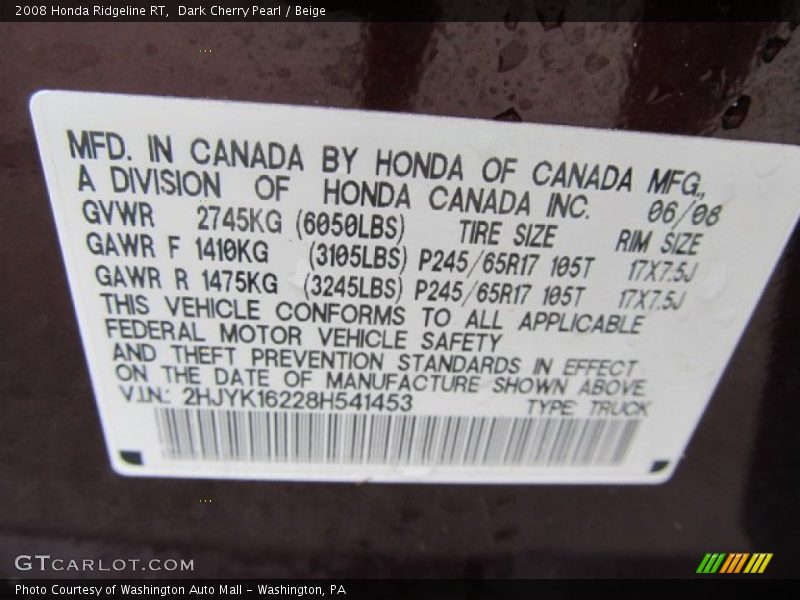 2008 Honda Ridgeline RT, Dark Cherry Pearl / Beige
MFD. IN CANADA BY HONDA OF CANADA MFG.,
A DIVISION OF HONDA CANADA INC. 06/08
GVWR 2745KG (6050LBS) TIRE SIZE RIM SIZE
GAWR F 1410KG (3105LBS) P245/65R17 105T 17X7.5J
GAWR R 1475KG (3245LBS) P245/65R17 105T 17X7.5J
THIS VEHICLE CONFORMS TO ALL APPLICABLE
FEDERAL MOTOR VEHICLE SAFETY
AND THEFT PREVENTION STANDARDS IN EFFECT
ON THE DATE OF MANUFACTURE SHOWN ABOVE.
V.I.N.: 2HJYK16228H541453 TYPE: TRUCK
GTCARLOT.COM
Photo Courtesy of Washington Auto Mall - Washington, PA